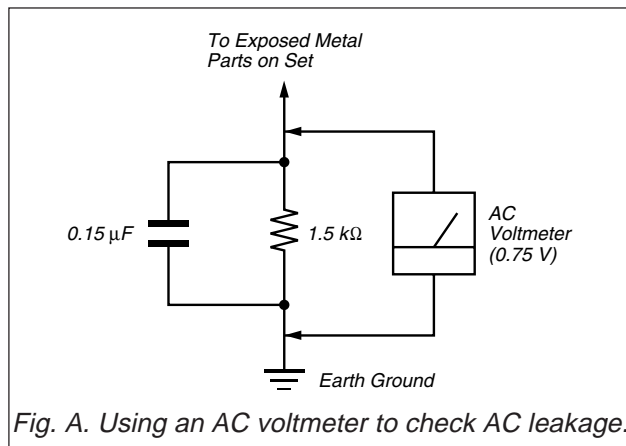 To Exposed Metal
Parts on Set
0.15 μF
1.5 kΩ
AC
Voltmeter
(0.75 V)
Earth Ground
Fig. A. Using an AC voltmeter to check AC leakage.